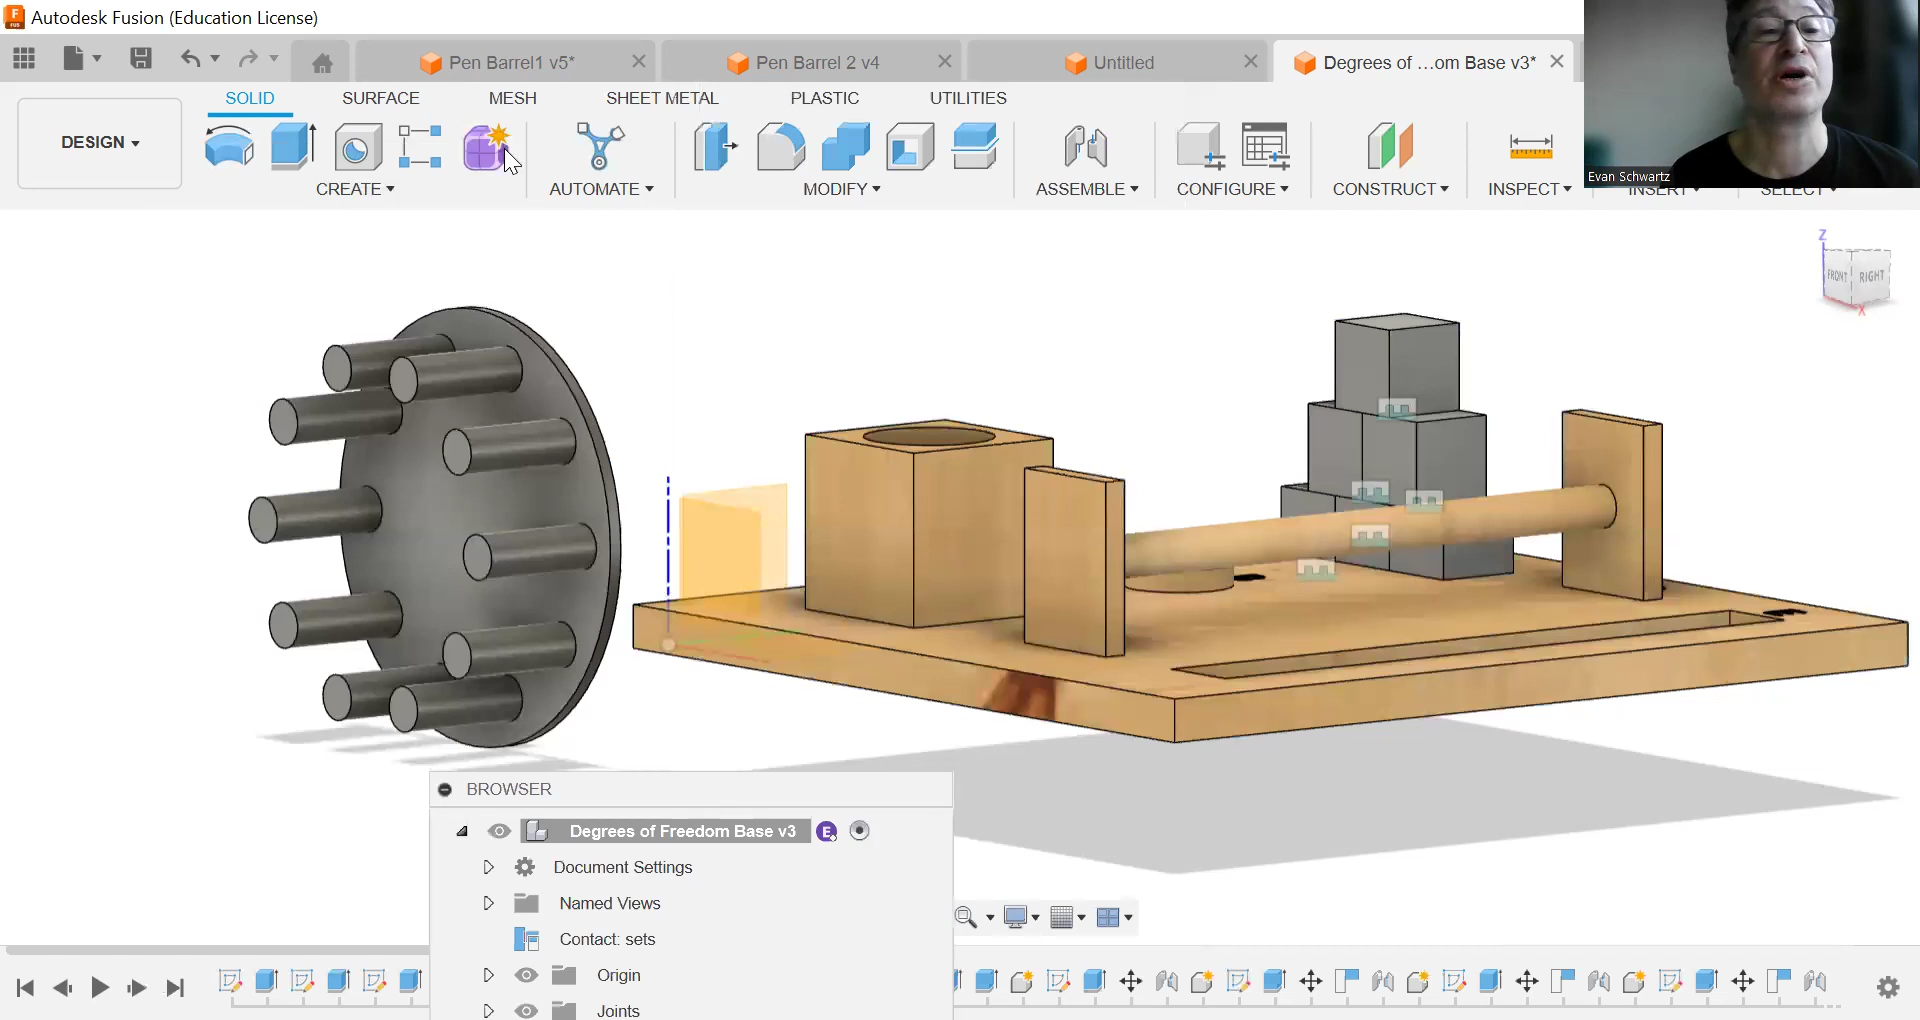 Autodesk Fusion (Education License)
Pen Barrel1 v5*
Pen Barrel 2 v4
Untitled
Degrees of ...om Base v3*
SOLID
SURFACE
MESH
SHEET METAL
PLASTIC
UTILITIES
DESIGN
CREATE
AUTOMATE
MODIFY
ASSEMBLE
CONFIGURE
CONSTRUCT
INSPECT
INSERT
SELECT
Evan Schwartz
Z
FRONT
RIGHT
X
BROWSER
Degrees of Freedom Base v3
E
Document Settings
Named Views
Contact: sets
Origin
Joints